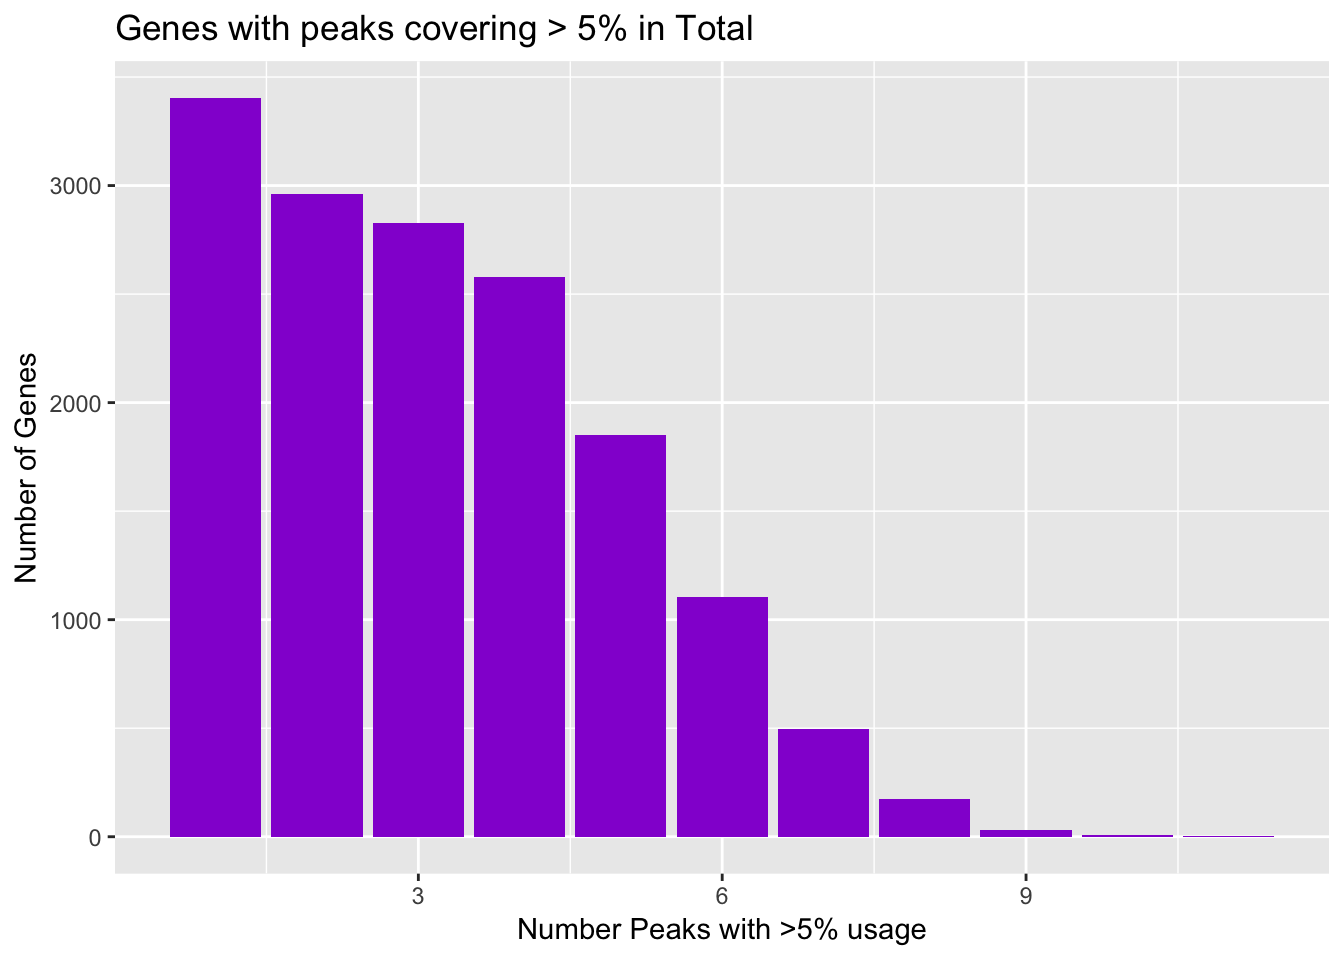 Genes with peaks covering > 5% in Total
Number of Genes
3000
2000
1000
0
3
6
9
Number Peaks with >5% usage